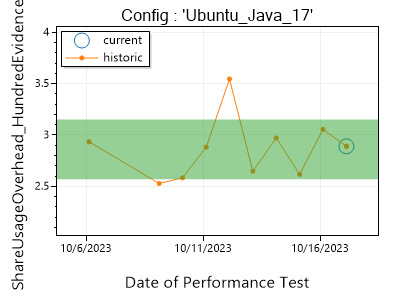 Config : 'Ubuntu_Java_17'
current
historic
ShareUsageOverhead_HundredEvidence
4
3.5
3
2.5
10/6/2023
10/11/2023
10/16/2023
Date of Performance Test